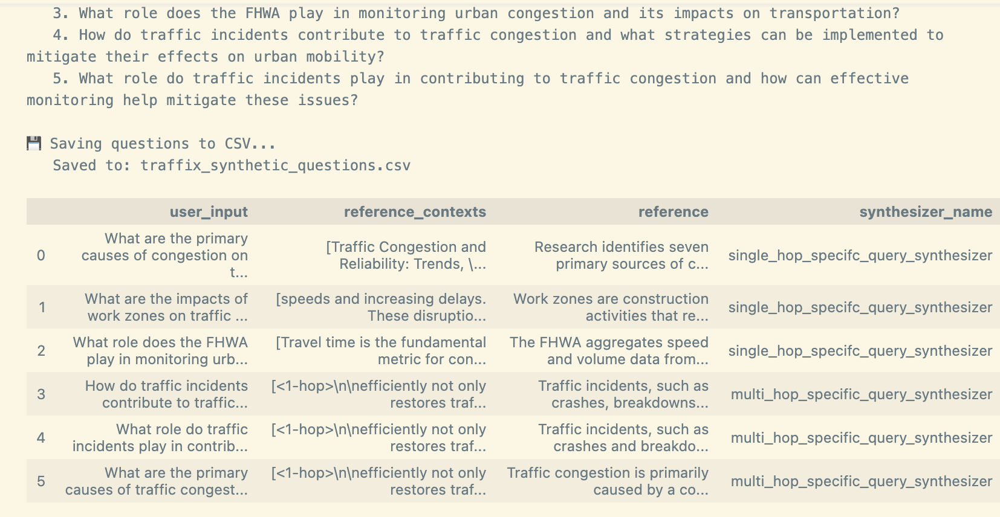 3. What role does the FHWA play in monitoring urban congestion and its impacts on transportation?
4. How do traffic incidents contribute to traffic congestion and what strategies can be implemented to
mitigate their effects on urban mobility?
5. What role do traffic incidents play in contributing to traffic congestion and how can effective
monitoring help mitigate these issues?
💾 Saving questions to CSV...
Saved to: traffix_synthetic_questions.csv
user_input reference_contexts reference synthesizer_name
0 What are the primary causes of congestion on t... [Traffic Congestion and Reliability: Trends, \... Research identifies seven primary sources of c... single_hop_specifc_query_synthesizer
1 What are the impacts of work zones on traffic ... [speeds and increasing delays. These disruptio... Work zones are construction activities that re... single_hop_specifc_query_synthesizer
2 What role does the FHWA play in monitoring urb... [Travel time is the fundamental metric for con... The FHWA aggregates speed and volume data from... single_hop_specifc_query_synthesizer
3 How do traffic incidents contribute to traffic... [<1-hop>\n\nefficiently not only restores traf... Traffic incidents, such as crashes, breakdowns... multi_hop_specific_query_synthesizer
4 What role do traffic incidents play in contrib... [<1-hop>\n\nefficiently not only restores traf... Traffic incidents, such as crashes and breakdo... multi_hop_specific_query_synthesizer
5 What are the primary causes of traffic congest... [<1-hop>\n\nefficiently not only restores traf... Traffic congestion is primarily caused by a co... multi_hop_specific_query_synthesizer